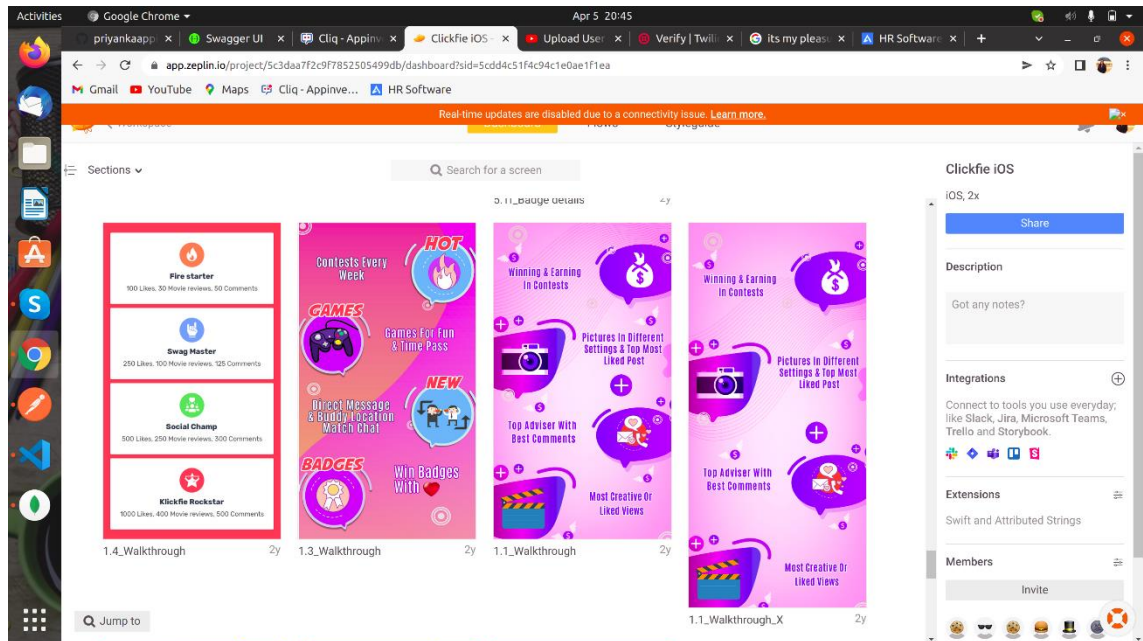 Activities
Google Chrome
Apr 5 20:45
priyankaapp
Swagger UI
Cliq - Appinv
Clickfie iOS -
Upload User
Verify | Twili
its my pleas
HR Software
app.zeplin.io/project/5c3daa7f2c9f7852505499db/dashboard?sid=5cdd4c51f4c94c1e0ae1f1ea
Gmail
YouTube
Maps
Cliq - Appinve...
HR Software
Real-time updates are disabled due to a connectivity issue. Learn more.
Sections
Search for a screen
5.11_Badge details
2y
Fire starter
100 Likes, 30 Movie reviews, 50 Comments
Swag Master
250 Likes, 100 Movie reviews, 125 Comments
Social Champ
500 Likes, 250 Movie reviews, 300 Comments
Klickfie Rockstar
1000 Likes, 400 Movie reviews, 500 Comments
1.4_Walkthrough
2y
Contests Every
Week
HOT
GAMES
Games For Fun
& Time Pass
NEW
Direct Message
& Buddy Location
Match Chat
BADGES
Win Badges
With
1.3_Walkthrough
2y
Winning & Earning
In Contests
Pictures In Different
Settings & Top Most
Liked Post
Top Adviser With
Best Comments
Most Creative Or
Liked Views
1.1_Walkthrough
2y
Winning & Earning
In Contests
Pictures In Different
Settings & Top Most
Liked Post
Top Adviser With
Best Comments
Most Creative Or
Liked Views
1.1_Walkthrough_X
2y
Jump to
Clickfie iOS
iOS, 2x
Share
Description
Got any notes?
Integrations
Connect to tools you use everyday;
like Slack, Jira, Microsoft Teams,
Trello and Storybook.
Extensions
Swift and Attributed Strings
Members
Invite